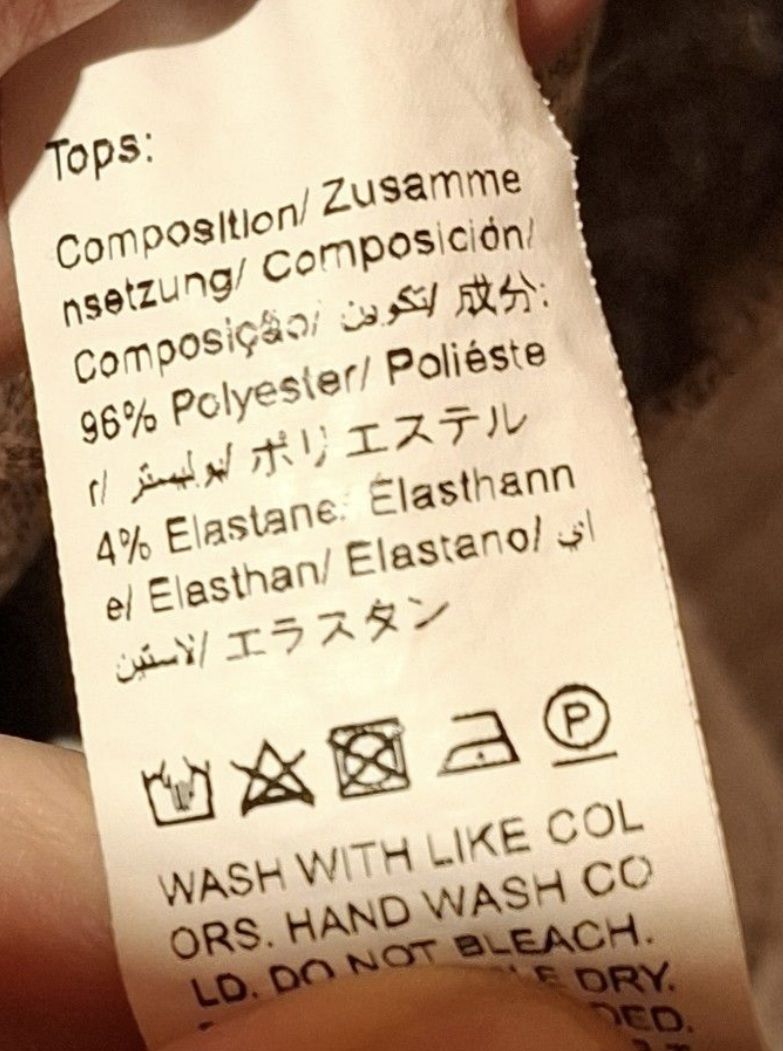 Tops:
Composition/ Zusamme
nsetzung/ Composición/
Composição/ تكوين/ 成分:
96% Polyester/ Poliéste
r/ بوليستر/ ポリエステル
4% Elastane/ Elasthann
e/ Elasthan/ Elastano/ اي
لاستين/ エラスタン
P
WASH WITH LIKE COL
ORS. HAND WASH CO
LD. DO NOT BLEACH.
DRY.